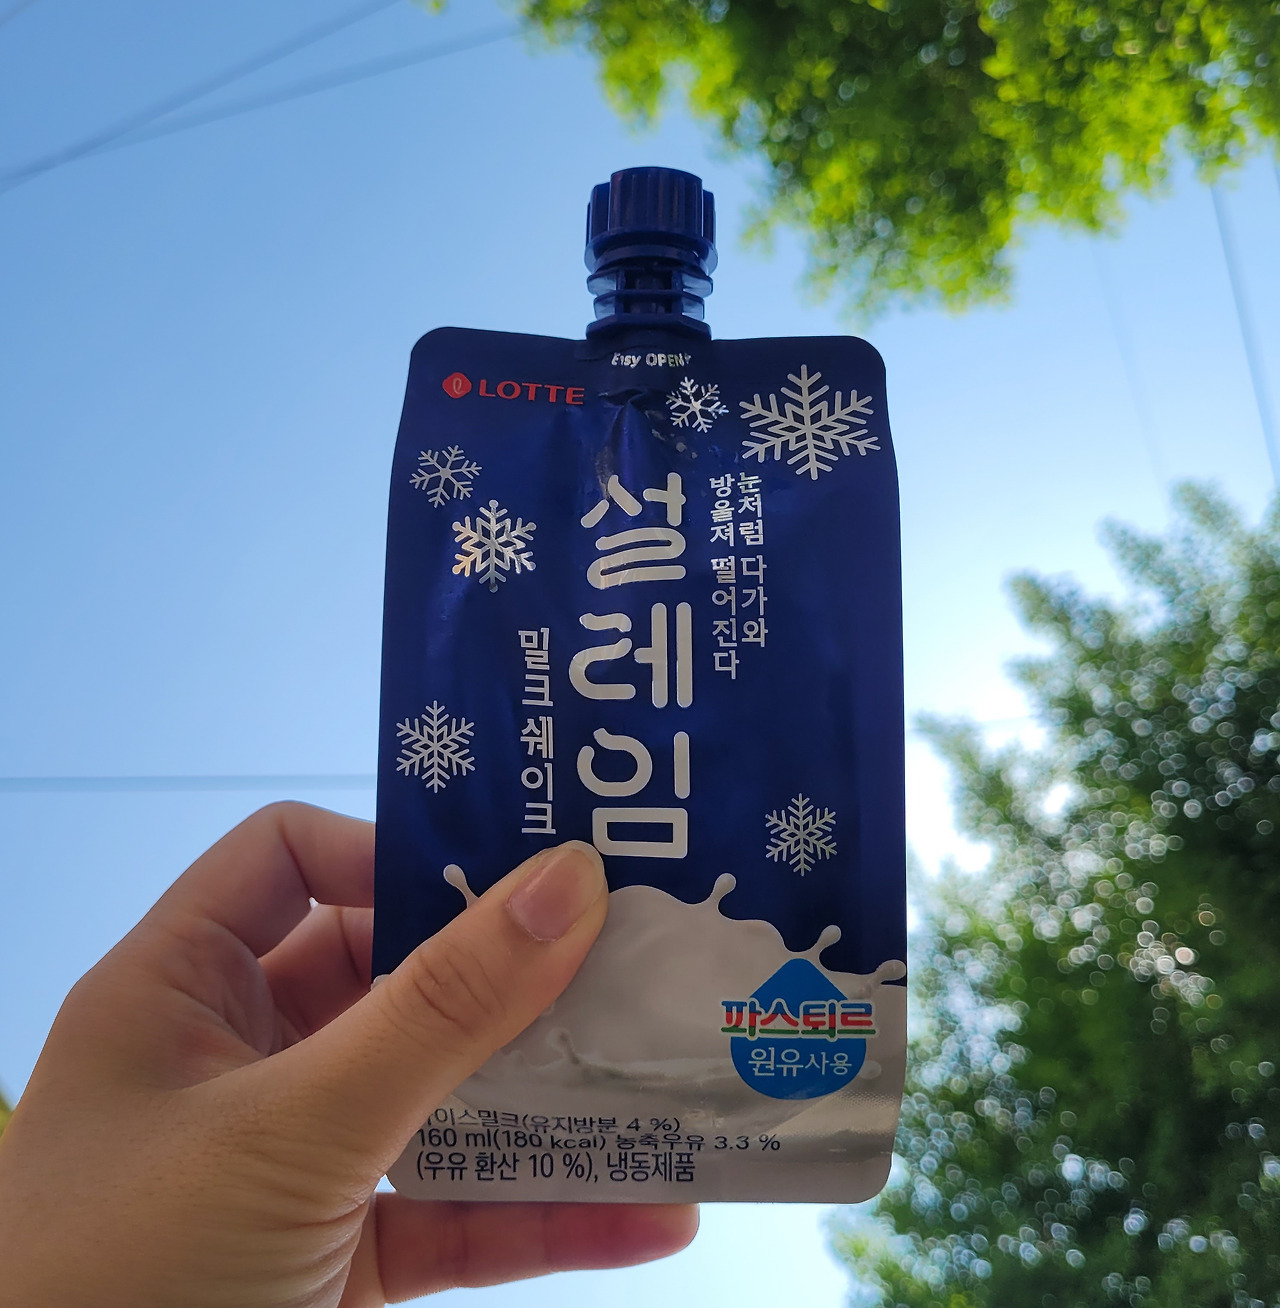 Easy OPEN
LOTTE
눈처럼 다가와
방울져 떨어진다
설레임
밀크쉐이크
파스퇴르
원유사용
아이스밀크(유지방분 4 %)
160 ml(180 kcal) 농축우유 3.3 %
(우유 환산 10 %), 냉동제품